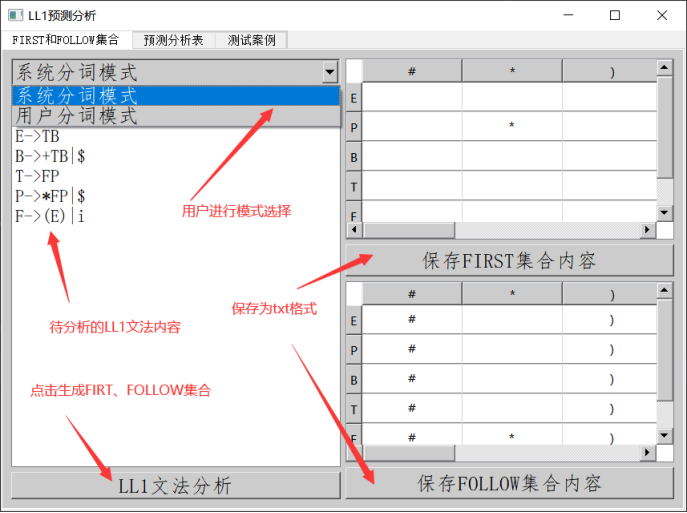 LL1预测分析
FIRST和FOLLOW集合 预测分析表 测试案例
系统分词模式
系统分词模式
用户分词模式
E->TB
B->+TB|$
T->FP
P->*FP|$
F->(E)|i
用户进行模式选择
待分析的LL1文法内容
点击生成FIRT、FOLLOW集合
LL1文法分析
# * )
E
P *
B
T
F
保存FIRST集合内容
保存为txt格式
# * )
E # )
P # )
B # )
T # )
F # * )
保存FOLLOW集合内容